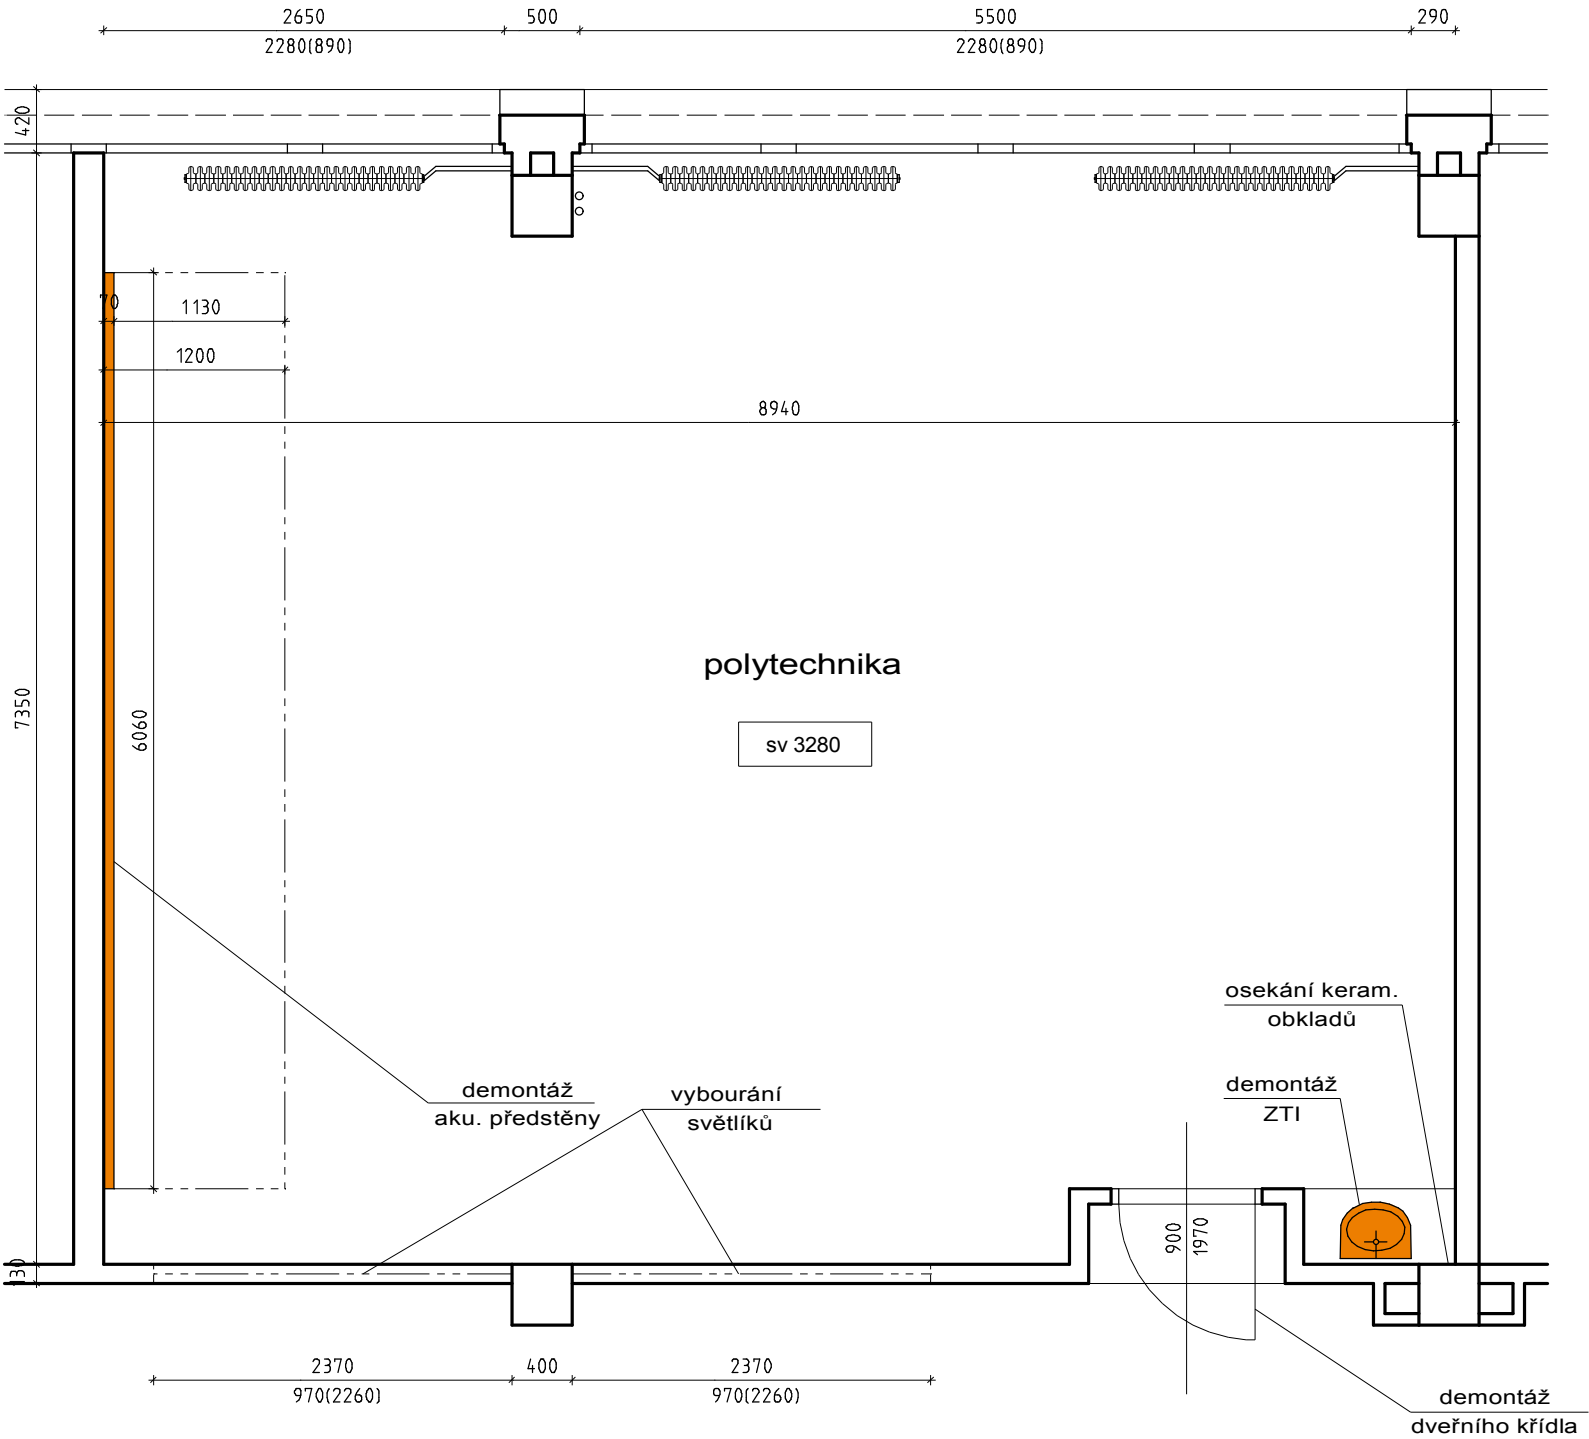 2650
500
5500
290
2280(890)
2280(890)
420
70
1130
1200
8940
polytechnika
7350
6060
sv 3280
osekání keram.
obkladů
demontáž
aku. předstěny
vybourání
světlíků
demontáž
ZTI
900
1970
130
2370
400
2370
970(2260)
970(2260)
demontáž
dveřního křídla